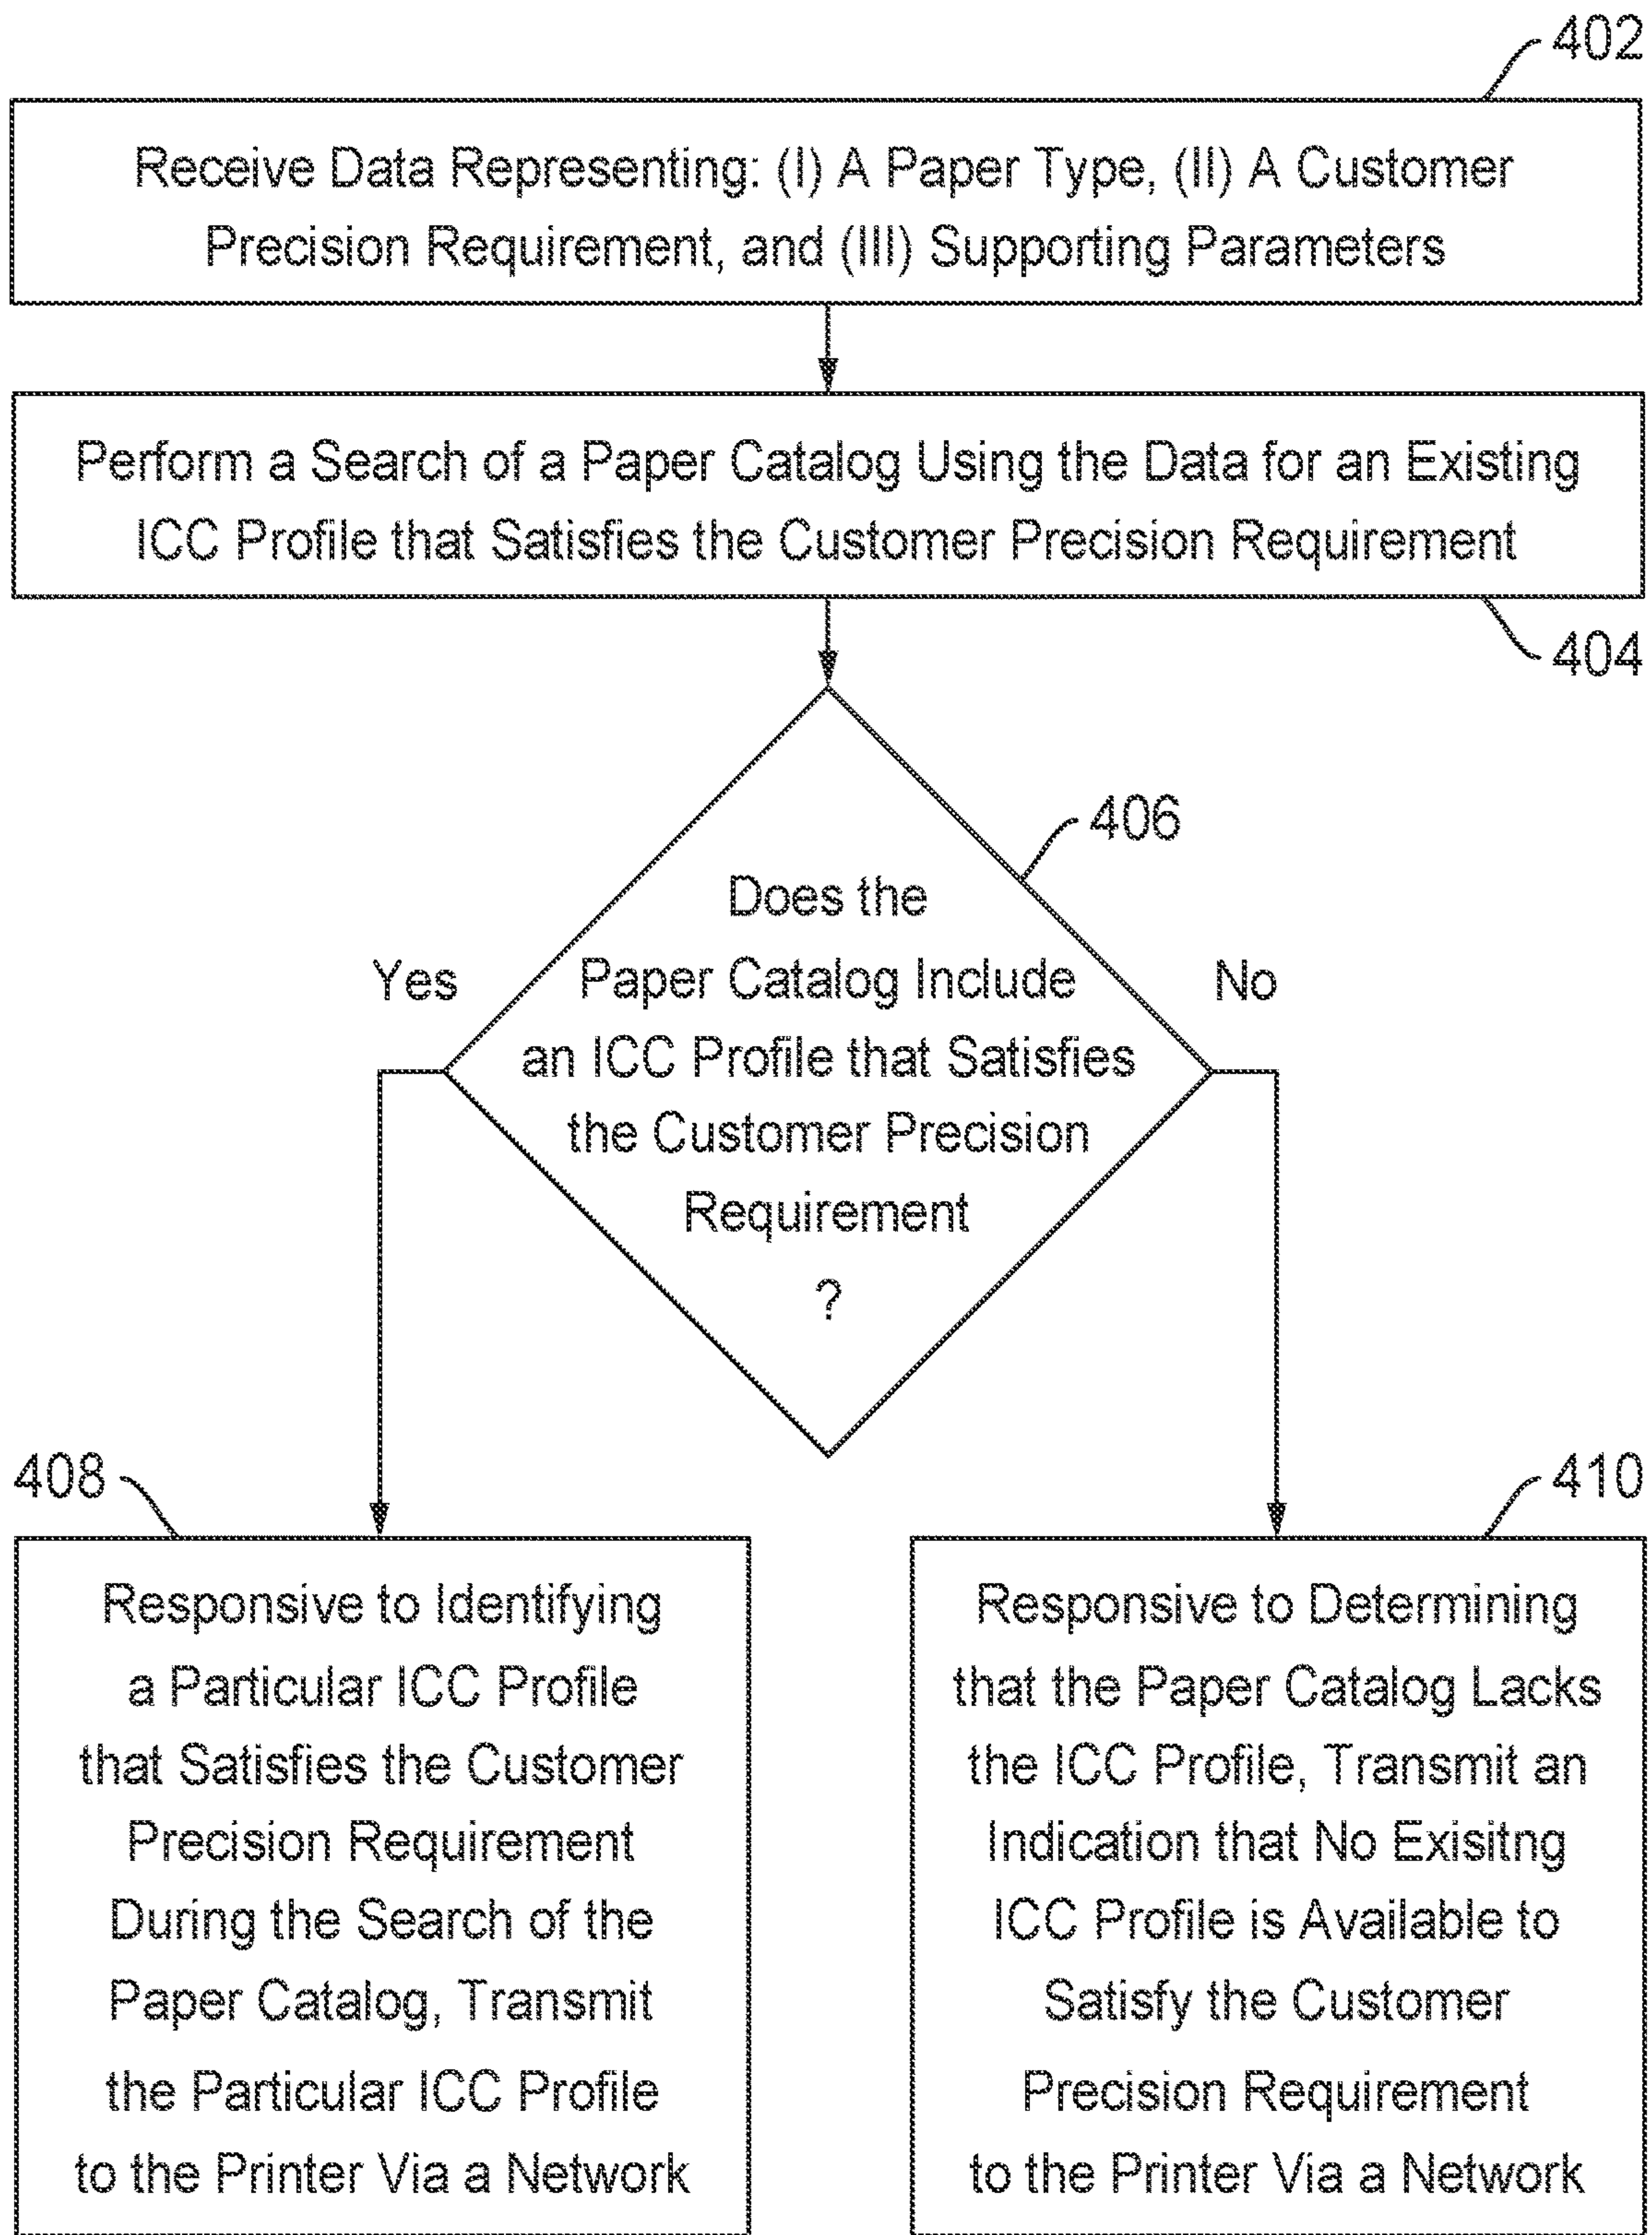 402
Receive Data Representing: (I) A Paper Type, (II) A Customer
Precision Requirement, and (III) Supporting Parameters
Perform a Search of a Paper Catalog Using the Data for an Existing
ICC Profile that Satisfies the Customer Precision Requirement
404
406
Does the
Paper Catalog Include
an ICC Profile that Satisfies
the Customer Precision
Requirement
?
Yes
No
408
Responsive to Identifying
a Particular ICC Profile
that Satisfies the Customer
Precision Requirement
During the Search of the
Paper Catalog, Transmit
the Particular ICC Profile
to the Printer Via a Network
410
Responsive to Determining
that the Paper Catalog Lacks
the ICC Profile, Transmit an
Indication that No Exisitng
ICC Profile is Available to
Satisfy the Customer
Precision Requirement
to the Printer Via a Network